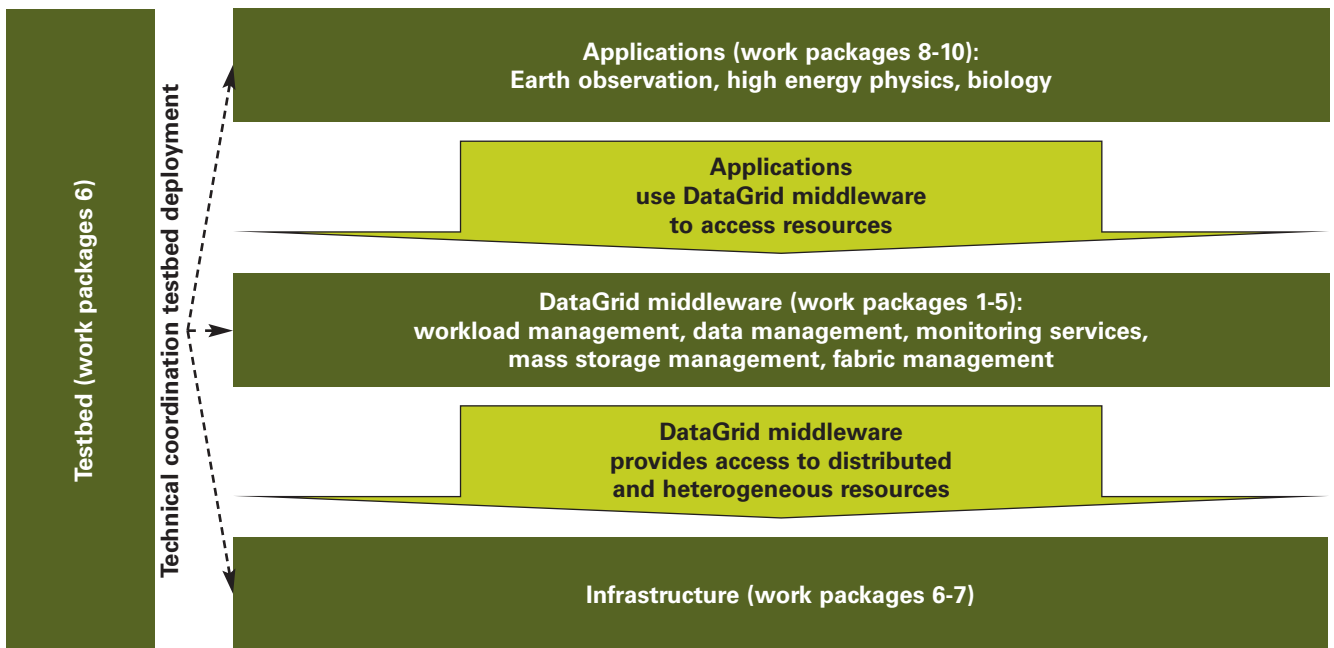 Testbed (work packages 6)
Technical coordination testbed deployment
Applications (work packages 8-10):
Earth observation, high energy physics, biology
Applications
use DataGrid middleware
to access resources
DataGrid middleware (work packages 1-5):
workload management, data management, monitoring services,
mass storage management, fabric management
DataGrid middleware
provides access to distributed
and heterogeneous resources
Infrastructure (work packages 6-7)